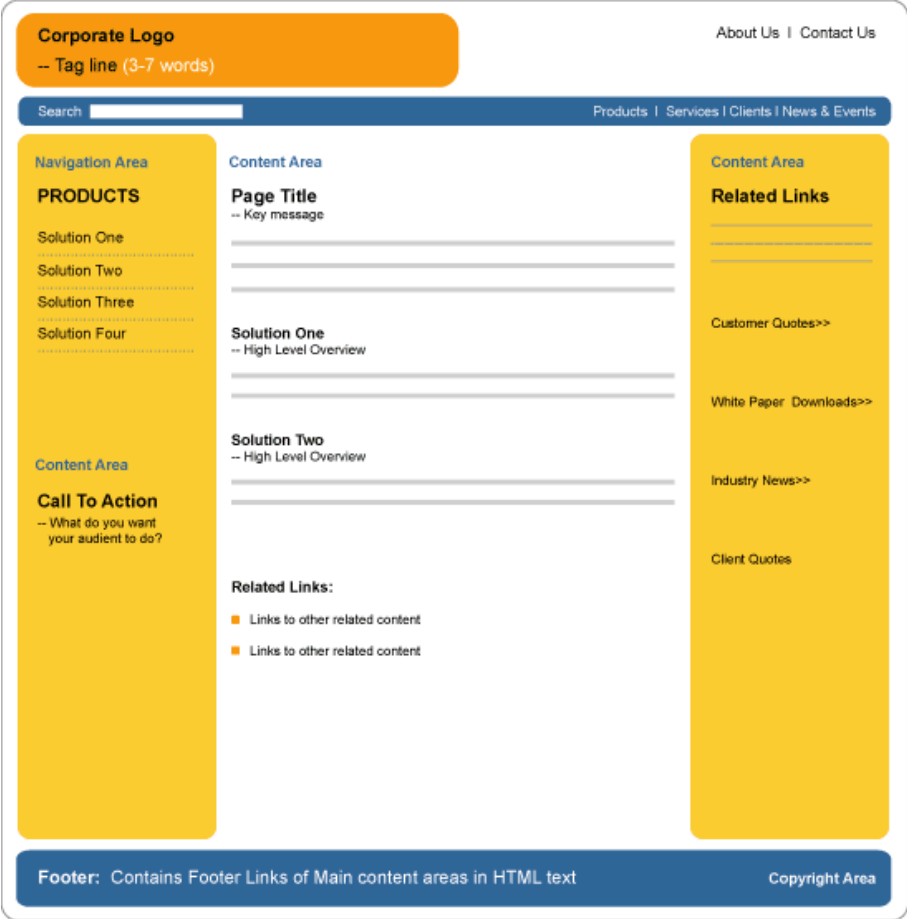 Corporate Logo
-- Tag line (3-7 words)
About Us | Contact Us
Search
Products | Services | Clients | News & Events
Navigation Area
PRODUCTS
Solution One
Solution Two
Solution Three
Solution Four
Content Area
Call To Action
-- What do you want
your audient to do?
Content Area
Page Title
-- Key message
Solution One
-- High Level Overview
Solution Two
-- High Level Overview
Related Links:
Links to other related content
Links to other related content
Content Area
Related Links
Customer Quotes>>
White Paper Downloads>>
Industry News>>
Client Quotes
Footer: Contains Footer Links of Main content areas in HTML text
Copyright Area